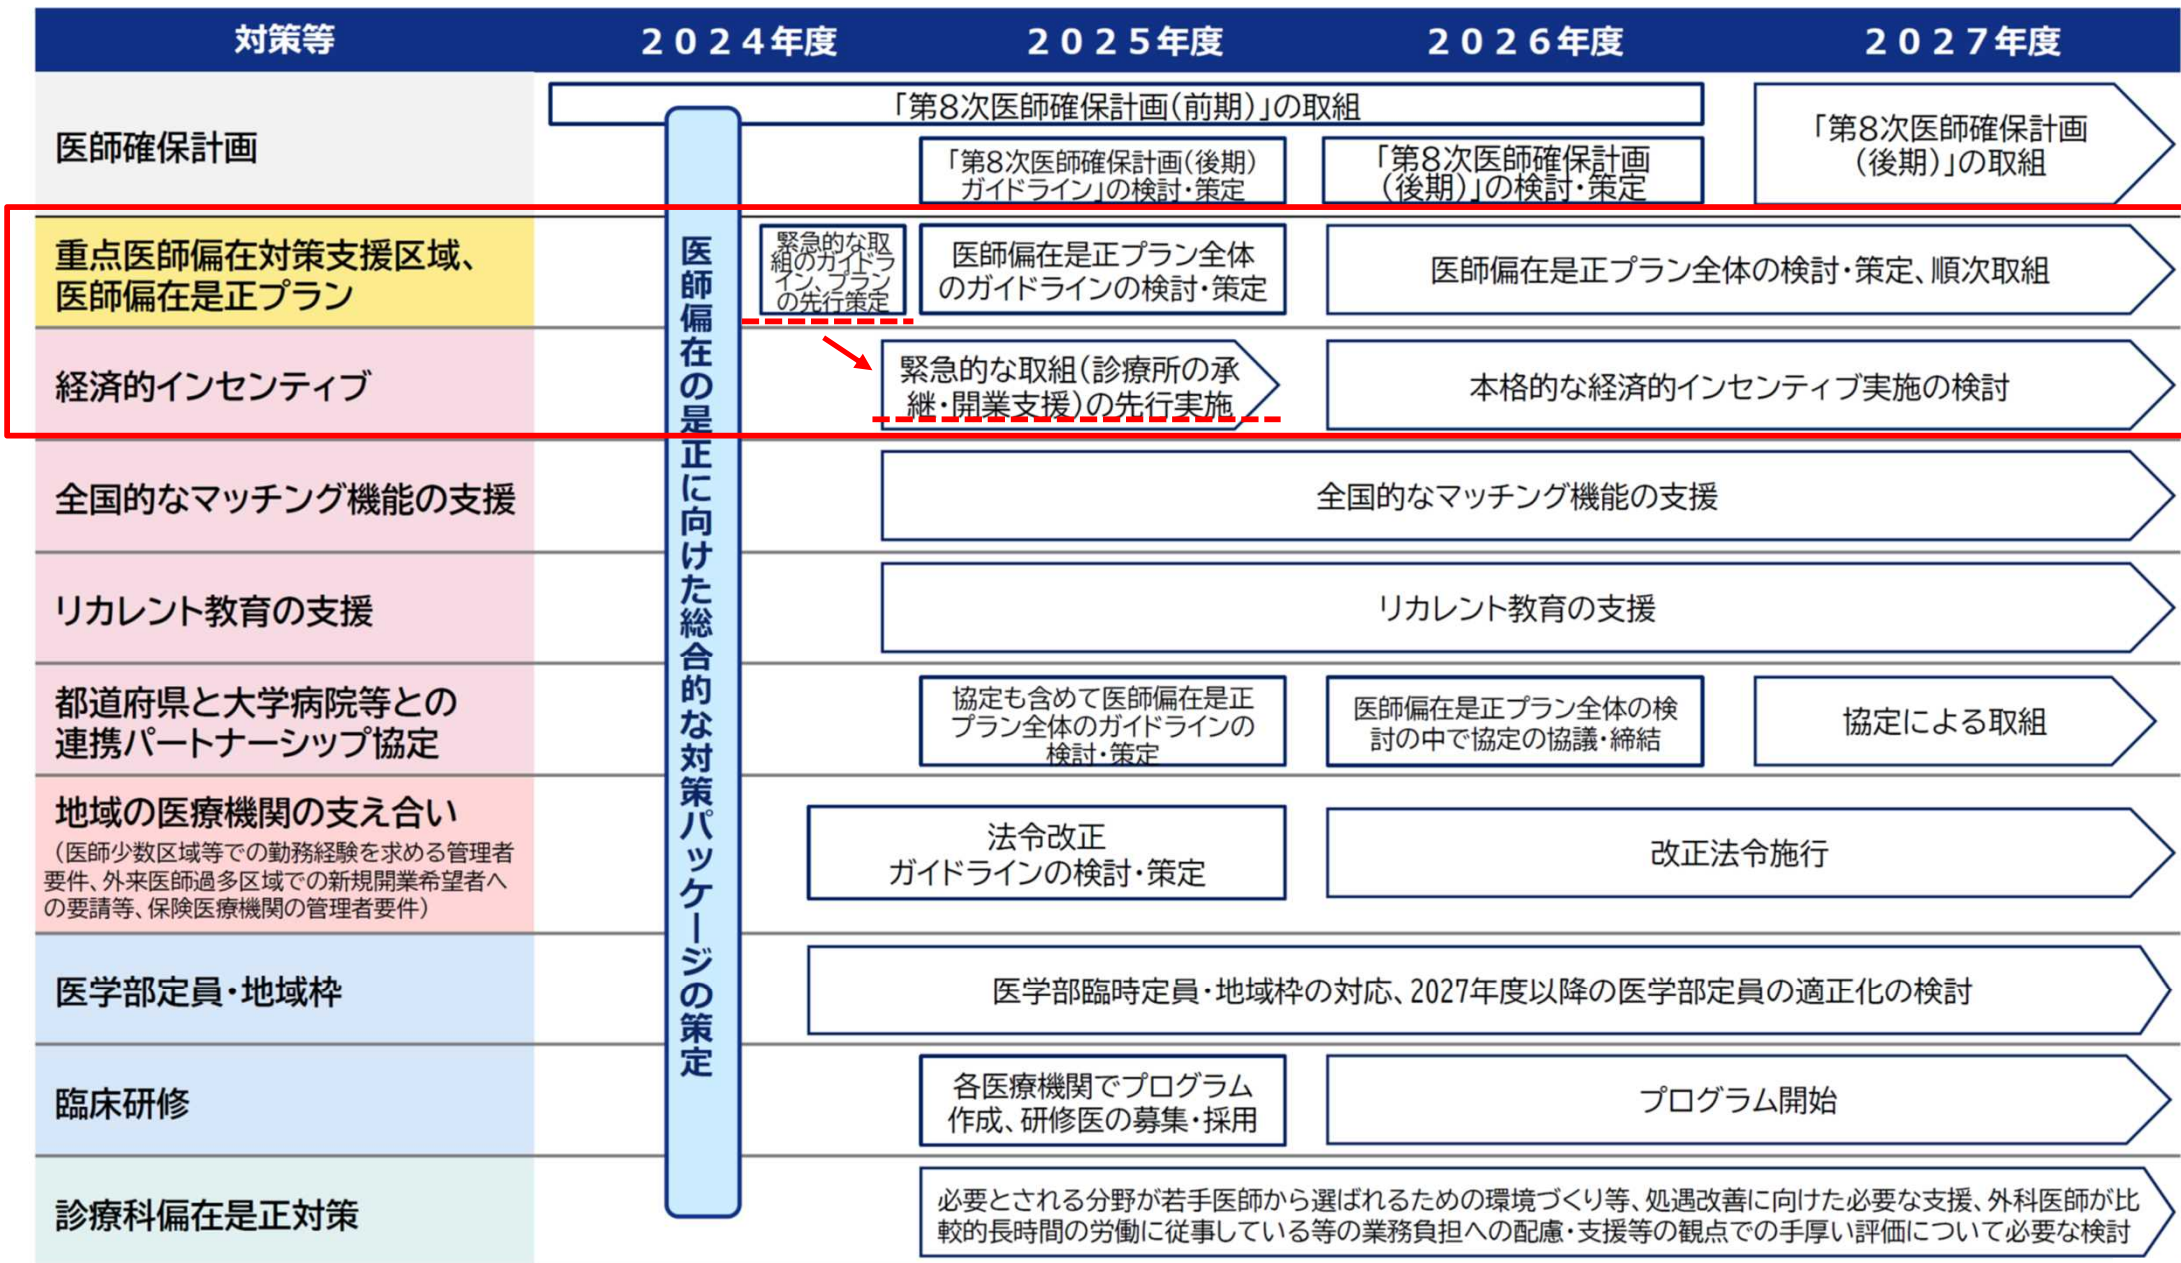 対策等
２０２４年度
２０２５年度
２０２６年度
２０２７年度
医師確保計画
「第8次医師確保計画(前期)」の取組
「第8次医師確保計画(後期)
ガイドライン」の検討・策定
「第8次医師確保計画
(後期)」の検討・策定
「第8次医師確保計画
(後期)」の取組
医師偏在の是正に向けた総合的な対策パッケージの策定
重点医師偏在対策支援区域、
医師偏在是正プラン
緊急的な取
組のガイドラ
イン、プラン
の先行策定
医師偏在是正プラン全体
のガイドラインの検討・策定
医師偏在是正プラン全体の検討・策定、順次取組
経済的インセンティブ
緊急的な取組(診療所の承
継・開業支援)の先行実施
本格的な経済的インセンティブ実施の検討
全国的なマッチング機能の支援
全国的なマッチング機能の支援
リカレント教育の支援
リカレント教育の支援
都道府県と大学病院等との
連携パートナーシップ協定
協定も含めて医師偏在是正
プラン全体のガイドラインの
検討・策定
医師偏在是正プラン全体の検
討の中で協定の協議・締結
協定による取組
地域の医療機関の支え合い
（医師少数区域等での勤務経験を求める管理者
要件、外来医師過多区域での新規開業希望者へ
の要請等、保険医療機関の管理者要件）
法令改正
ガイドラインの検討・策定
改正法令施行
医学部定員・地域枠
医学部臨時定員・地域枠の対応、2027年度以降の医学部定員の適正化の検討
臨床研修
各医療機関でプログラム
作成、研修医の募集・採用
プログラム開始
診療科偏在是正対策
必要とされる分野が若手医師から選ばれるための環境づくり等、処遇改善に向けた必要な支援、外科医師が比
較的長時間の労働に従事している等の業務負担への配慮・支援等の観点での手厚い評価について必要な検討